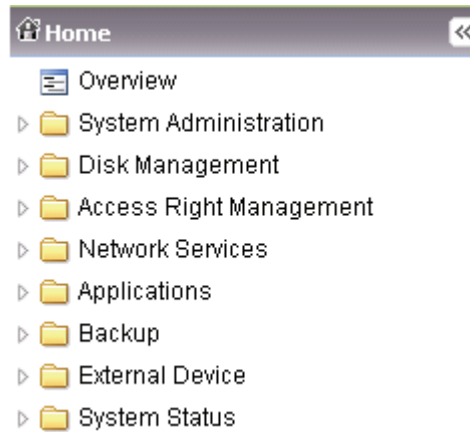 Home
Overview
System Administration
Disk Management
Access Right Management
Network Services
Applications
Backup
External Device
System Status